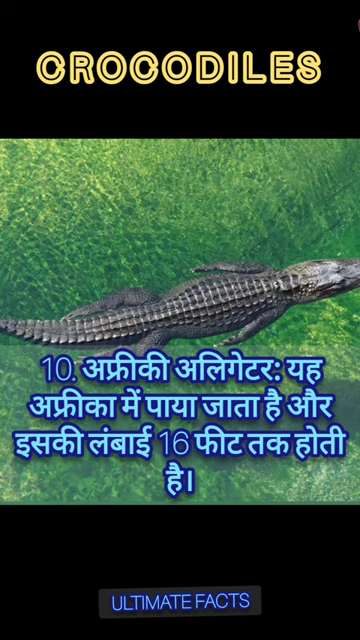 CROCODILES
10. अफ्रीकी अलिगेटर: यह
अफ्रीका में पाया जाता है और
इसकी लंबाई 16 फीट तक होती
है।
ULTIMATE FACTS